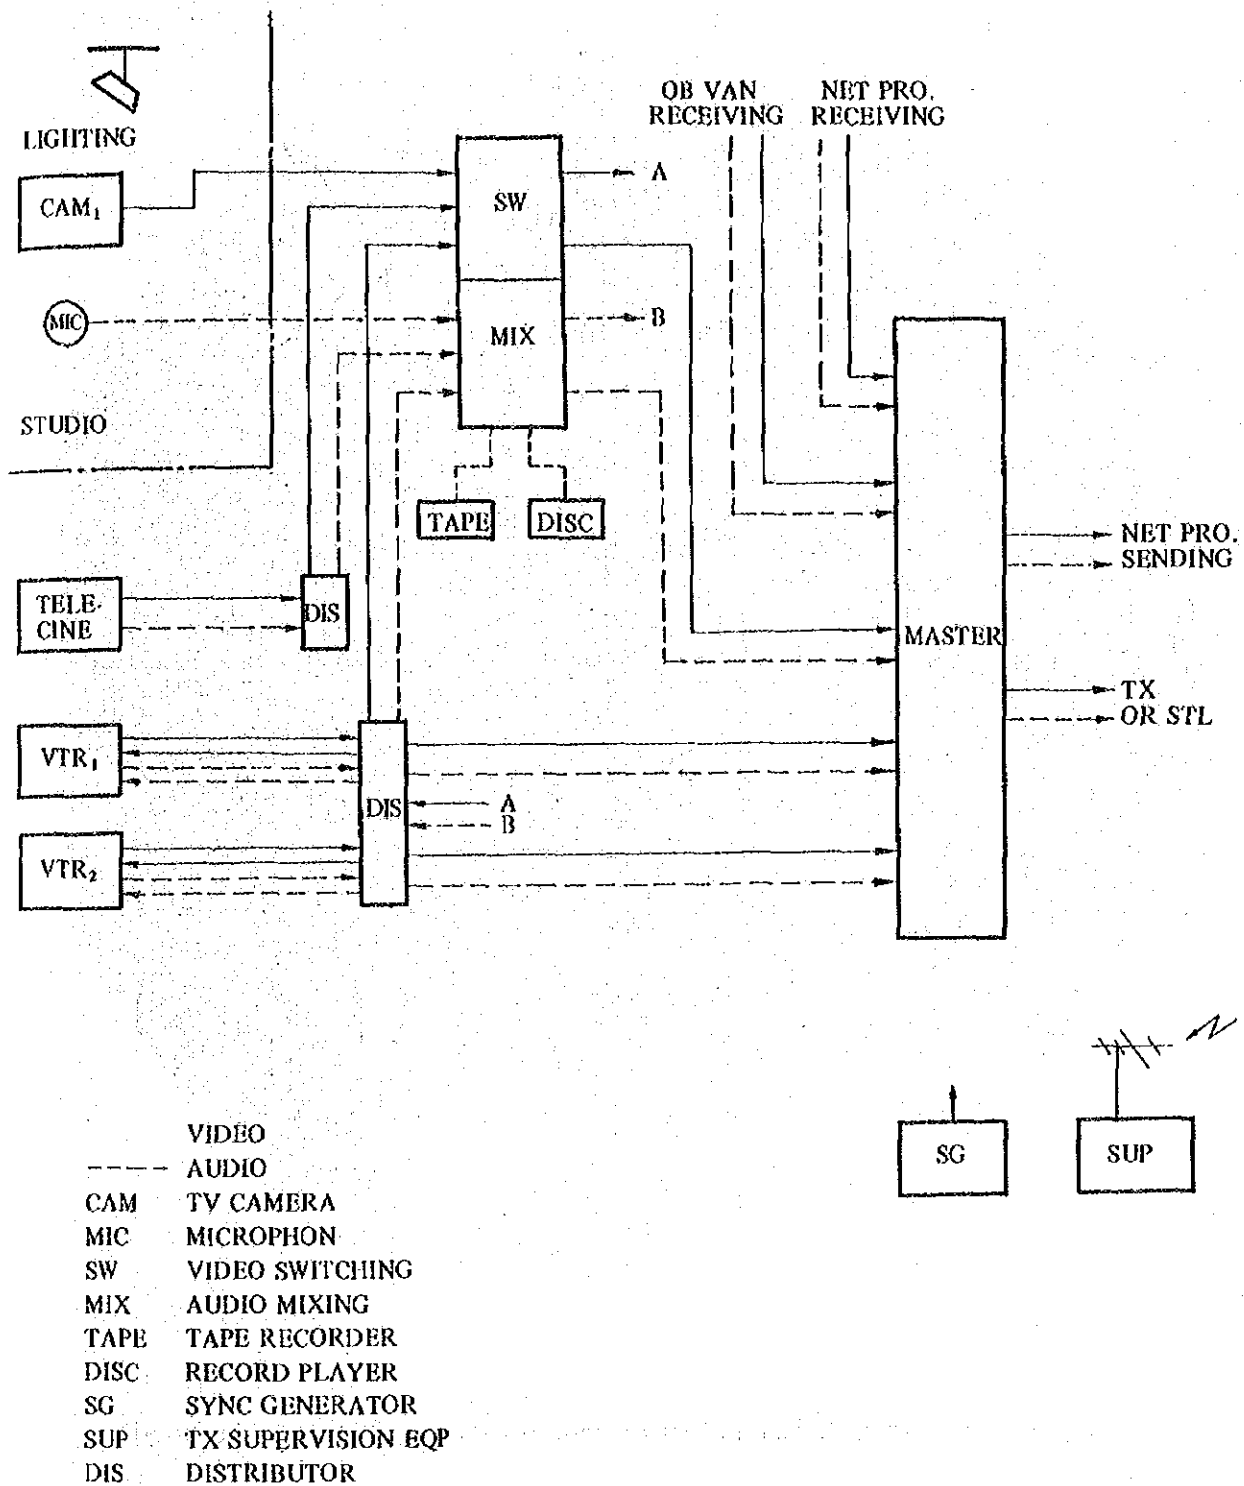 LIGHTING
CAM₁
MIC
STUDIO
SW
MIX
A
B
TAPE
DISC
OB VAN
RECEIVING
NET PRO.
RECEIVING
TELE-
CINE
DIS
VTR₁
VTR₂
DIS
A
B
MASTER
NET PRO.
SENDING
TX
OR STL
SG
SUP
VIDEO
AUDIO
CAM TV CAMERA
MIC MICROPHON
SW VIDEO SWITCHING
MIX AUDIO MIXING
TAPE TAPE RECORDER
DISC RECORD PLAYER
SG SYNC GENERATOR
SUP TX SUPERVISION EQP
DIS DISTRIBUTOR